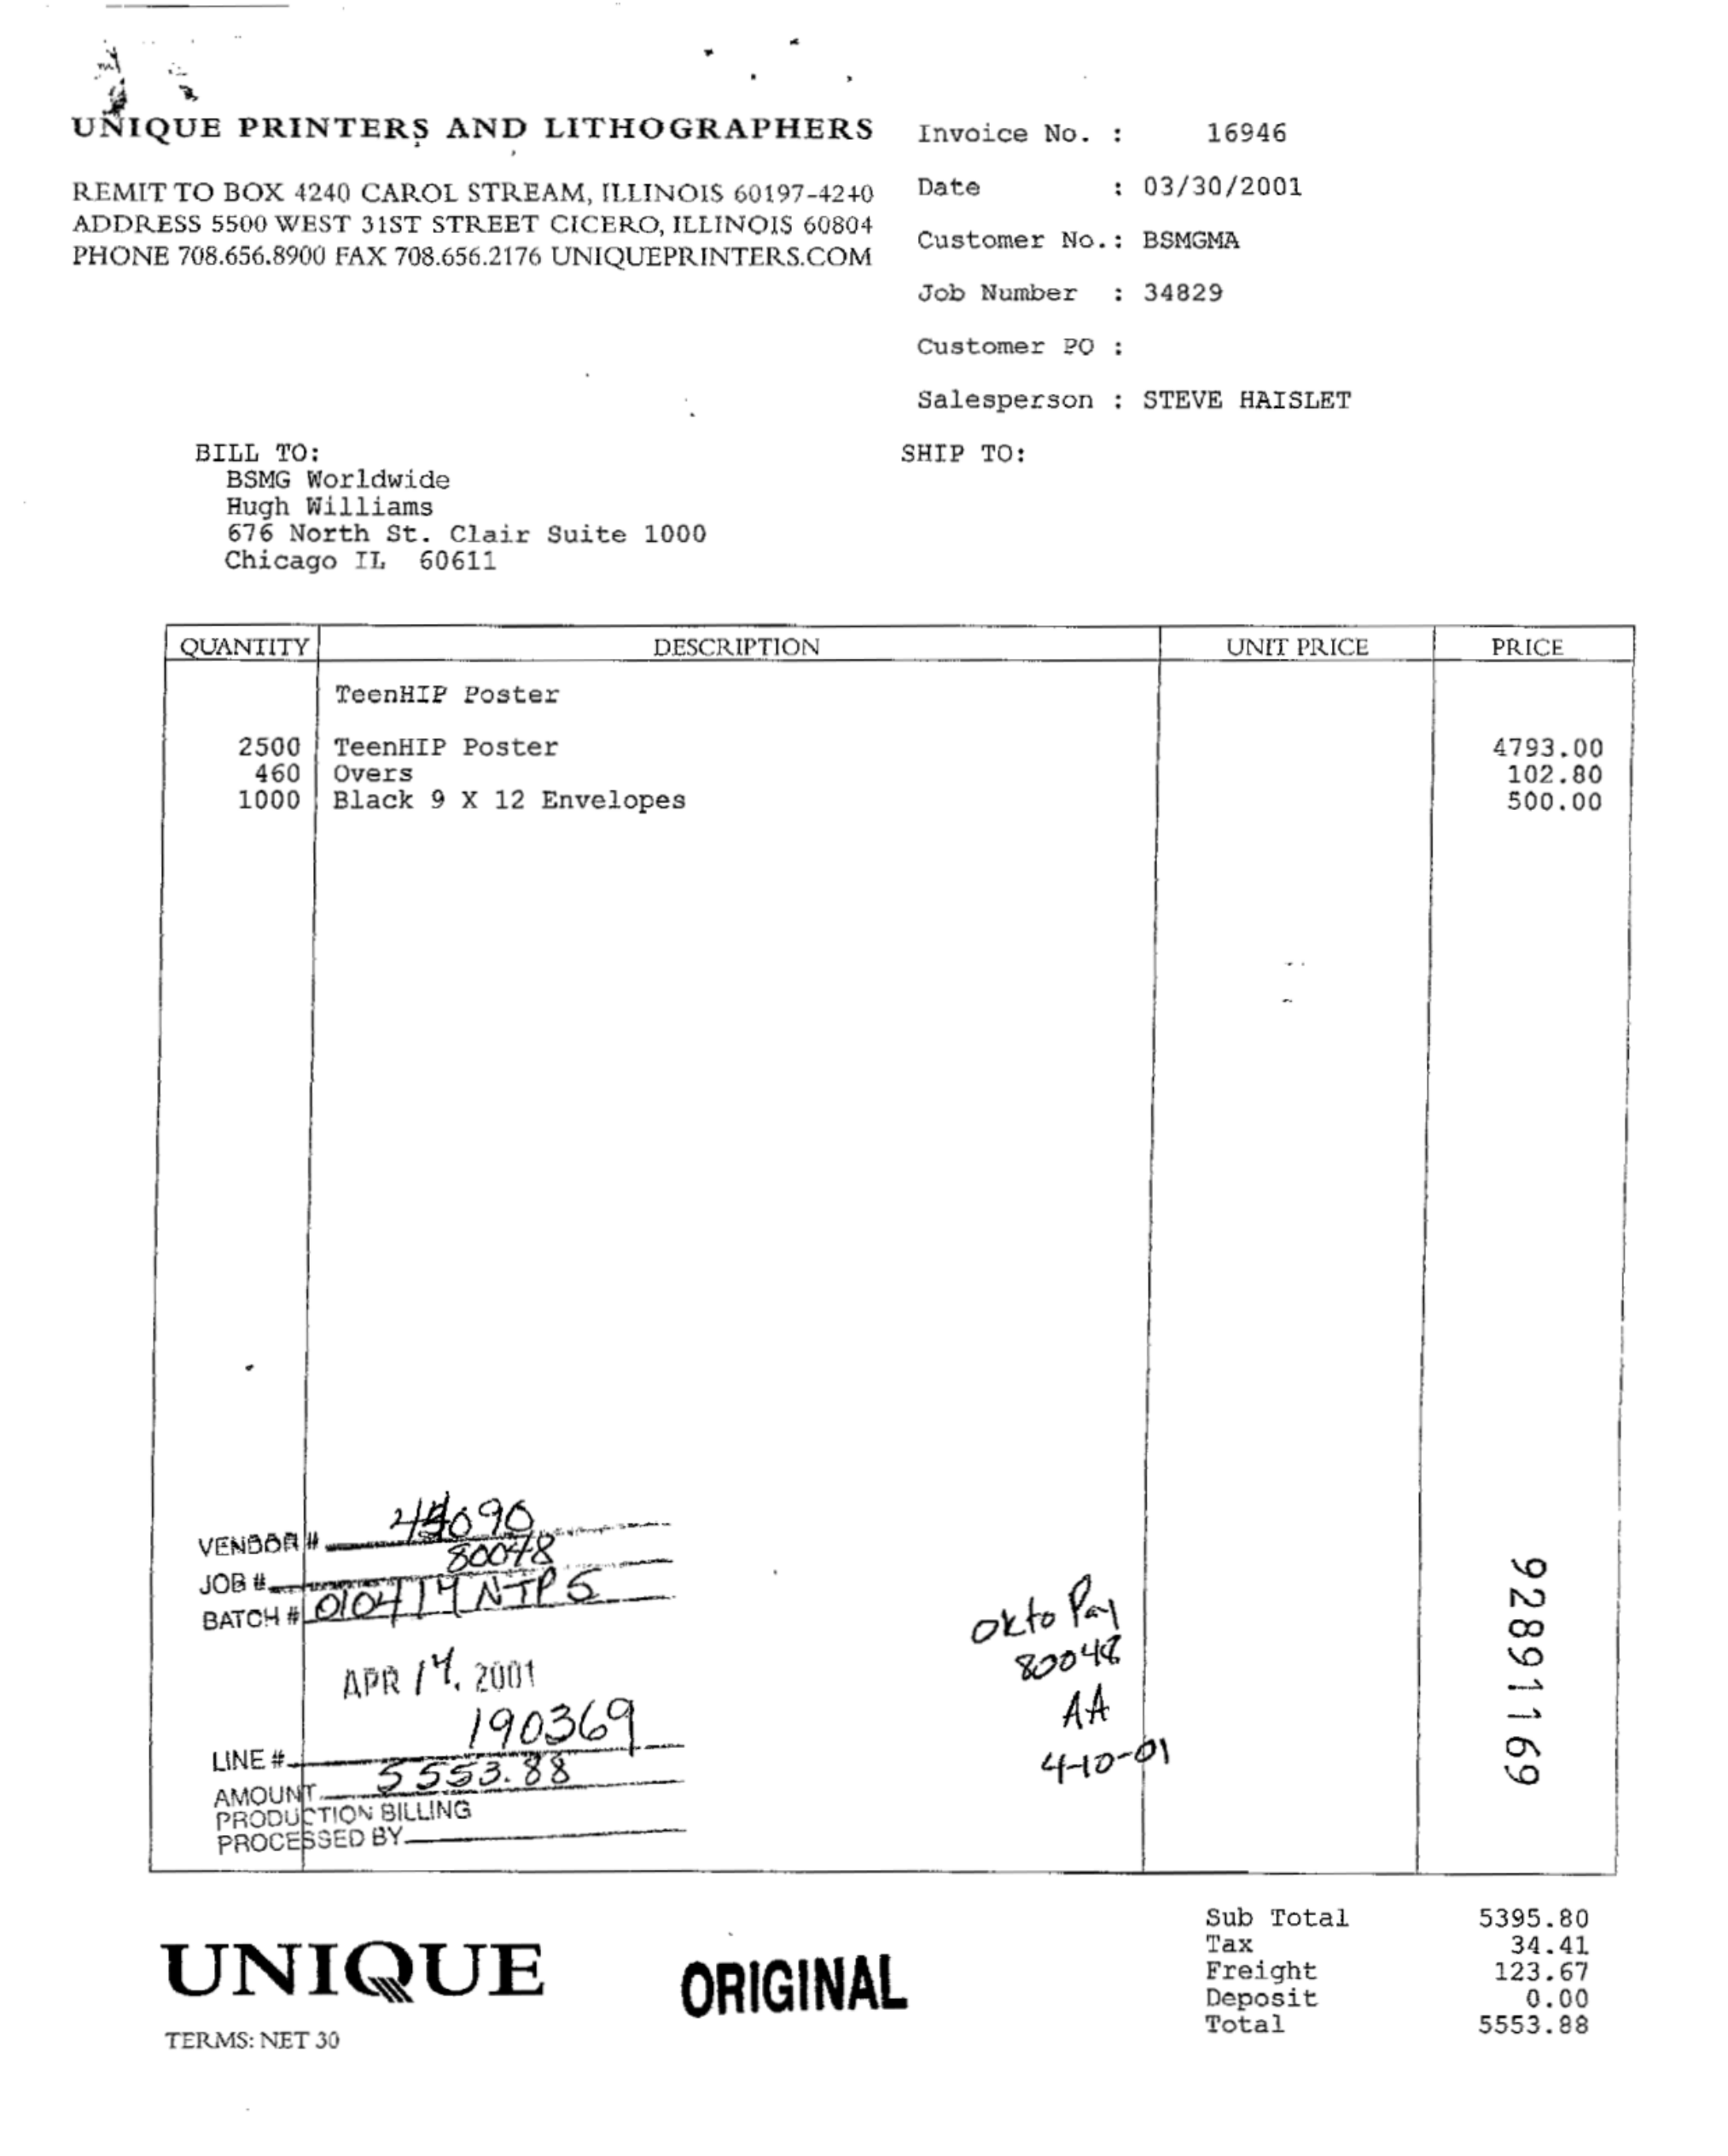 UNIQUE PRINTERS AND LITHOGRAPHERS
REMIT TO BOX 4240 CAROL STREAM, ILLINOIS 60197-4240
ADDRESS 5500 WEST 31ST STREET CICERO, ILLINOIS 60804
PHONE 708.656.8900 FAX 708.656.2176 UNIQUEPRINTERS.COM
Invoice No. : 16946
Date : 03/30/2001
Customer No.: BSMGMA
Job Number : 34829
Customer PO :
Salesperson : STEVE HAISLET
BILL TO:
BSMG Worldwide
Hugh Williams
676 North St. Clair Suite 1000
Chicago IL 60611
SHIP TO:
QUANTITY DESCRIPTION UNIT PRICE PRICE
TeenHIP Poster
2500 TeenHIP Poster 4793.00
460 Overs 102.80
1000 Black 9 X 12 Envelopes 500.00
VENDOR #
JOB # 80048
BATCH # 010414NTPS
APR 14, 2001
LINE # 190369
AMOUNT 5553.88
PRODUCTION BILLING
PROCESSED BY
Ok to Pay
80048
AA
4-10-01
92891169
Sub Total 5395.80
Tax 34.41
Freight 123.67
Deposit 0.00
Total 5553.88
UNIQUE
ORIGINAL
TERMS: NET 30